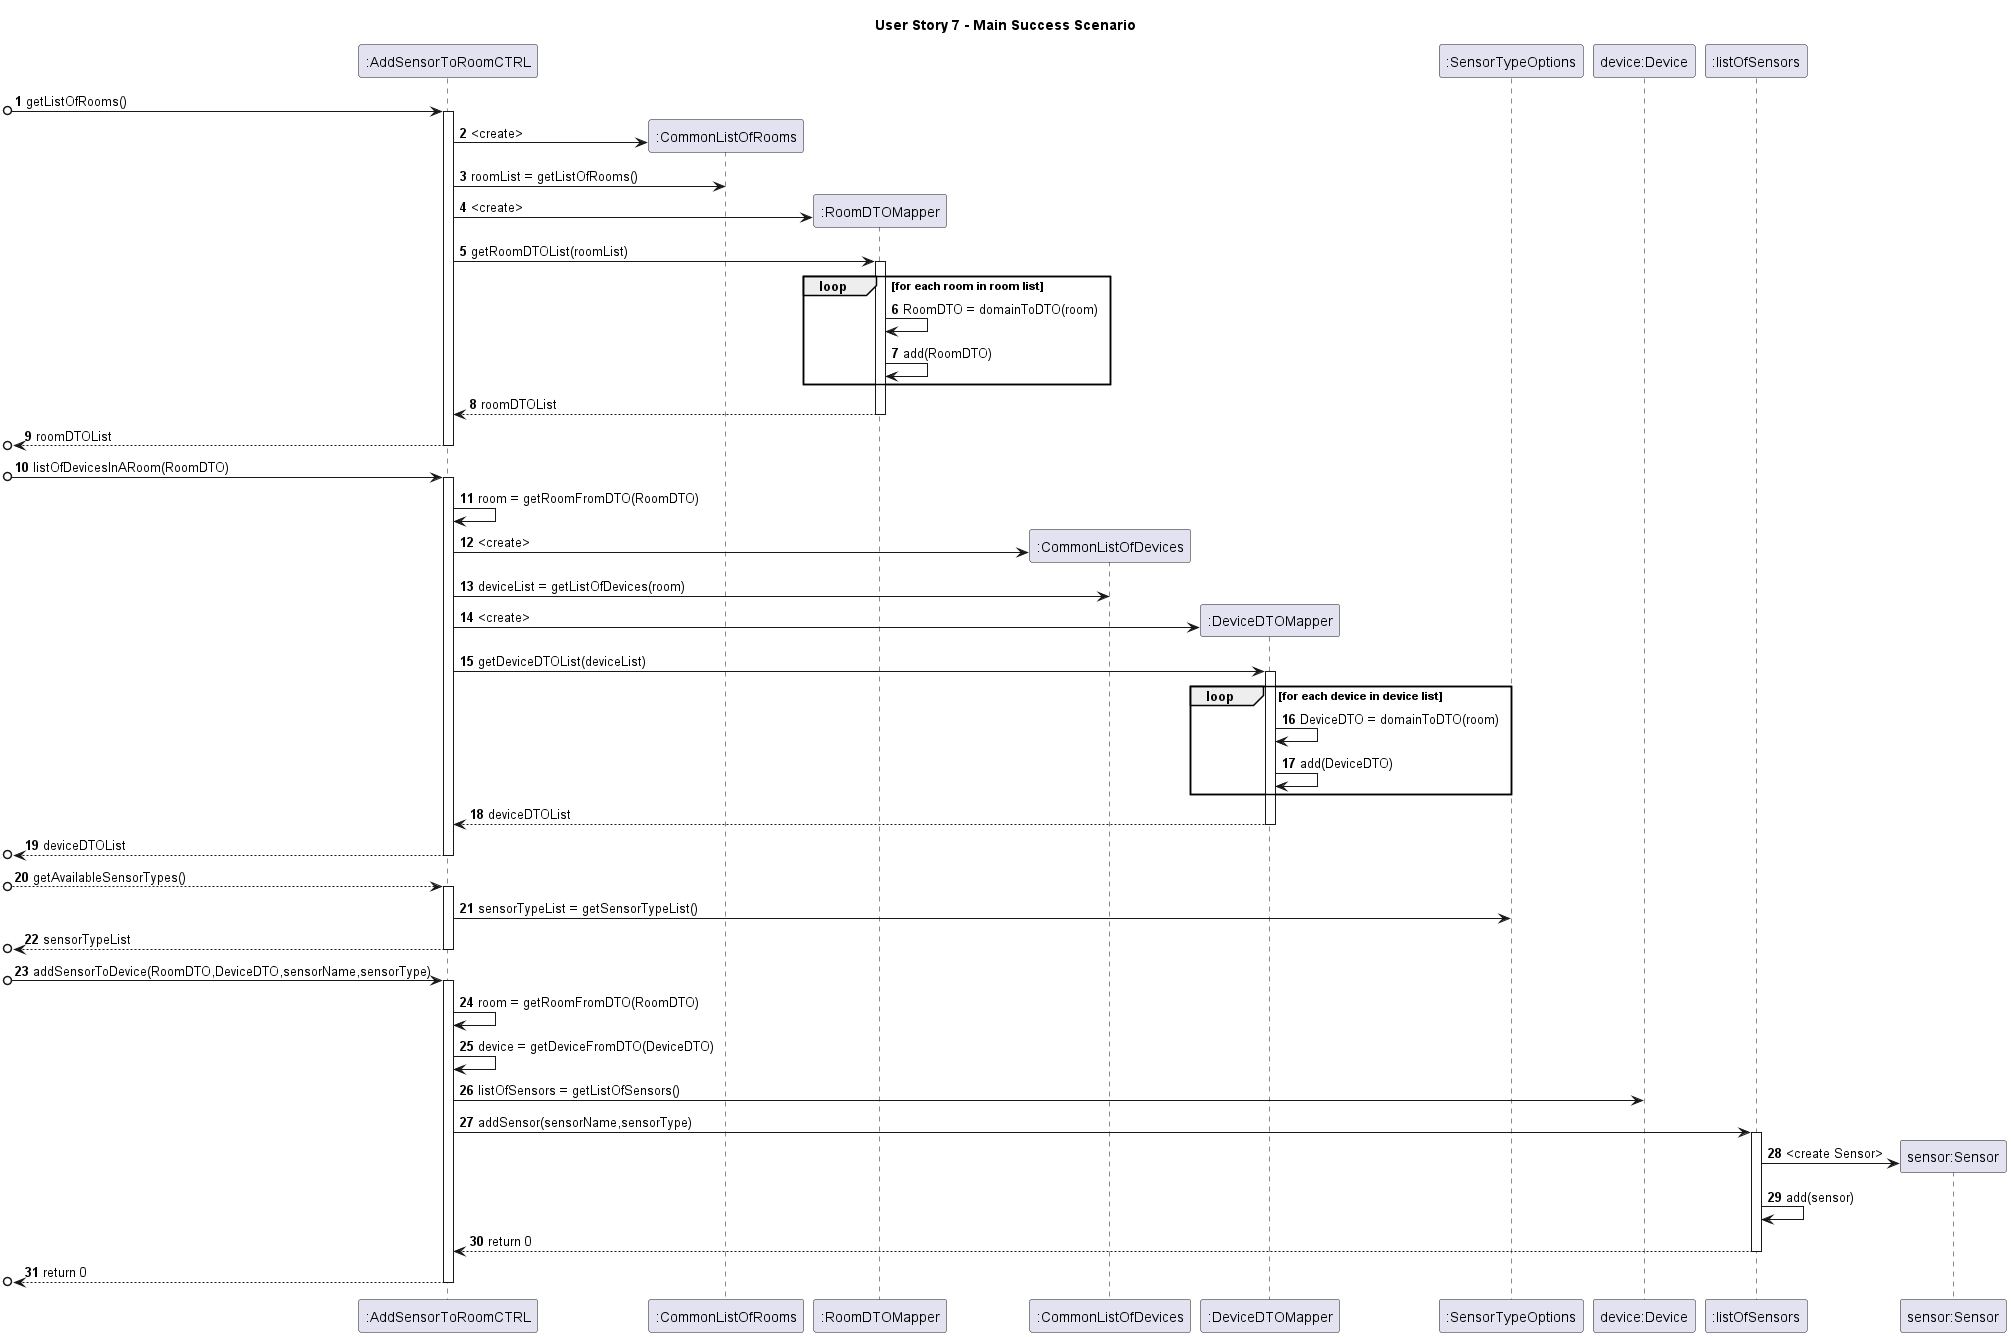 User Story 7 - Main Success Scenario
:AddSensorToRoomCTRL
:SensorTypeOptions
device:Device
:listOfSensors
1 getListOfRooms()
2 <create>
:CommonListOfRooms
3 roomList = getListOfRooms()
4 <create>
:RoomDTOMapper
5 getRoomDTOList(roomList)
loop
[for each room in room list]
6 RoomDTO = domainToDTO(room)
7 add(RoomDTO)
8 roomDTOList
9 roomDTOList
10 listOfDevicesInARoom(RoomDTO)
11 room = getRoomFromDTO(RoomDTO)
12 <create>
:CommonListOfDevices
13 deviceList = getListOfDevices(room)
14 <create>
:DeviceDTOMapper
15 getDeviceDTOList(deviceList)
loop
[for each device in device list]
16 DeviceDTO = domainToDTO(room)
17 add(DeviceDTO)
18 deviceDTOList
19 deviceDTOList
20 getAvailableSensorTypes()
21 sensorTypeList = getSensorTypeList()
22 sensorTypeList
23 addSensorToDevice(RoomDTO,DeviceDTO,sensorName,sensorType)
24 room = getRoomFromDTO(RoomDTO)
25 device = getDeviceFromDTO(DeviceDTO)
26 listOfSensors = getListOfSensors()
27 addSensor(sensorName,sensorType)
28 <create Sensor>
sensor:Sensor
29 add(sensor)
30 return 0
31 return 0
:AddSensorToRoomCTRL
:CommonListOfRooms
:RoomDTOMapper
:CommonListOfDevices
:DeviceDTOMapper
:SensorTypeOptions
device:Device
:listOfSensors
sensor:Sensor